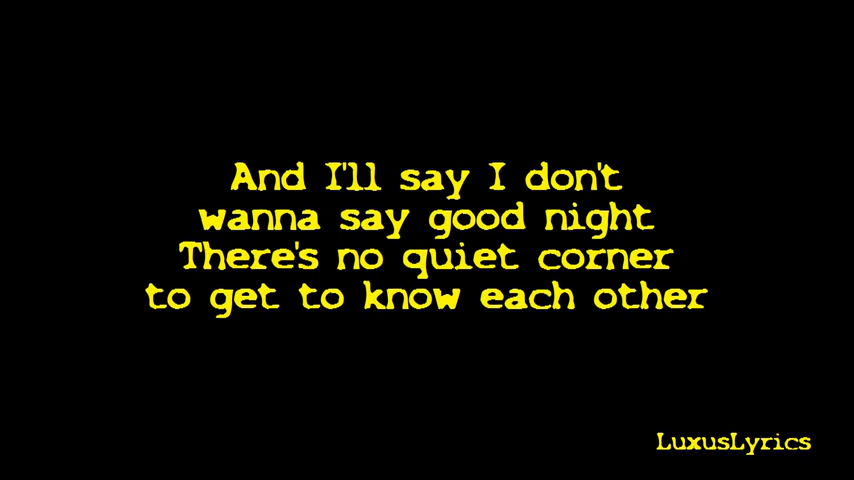 And I'll say I don't
wanna say good night
There's no quiet corner
to get to know each other
LuxusLyrics